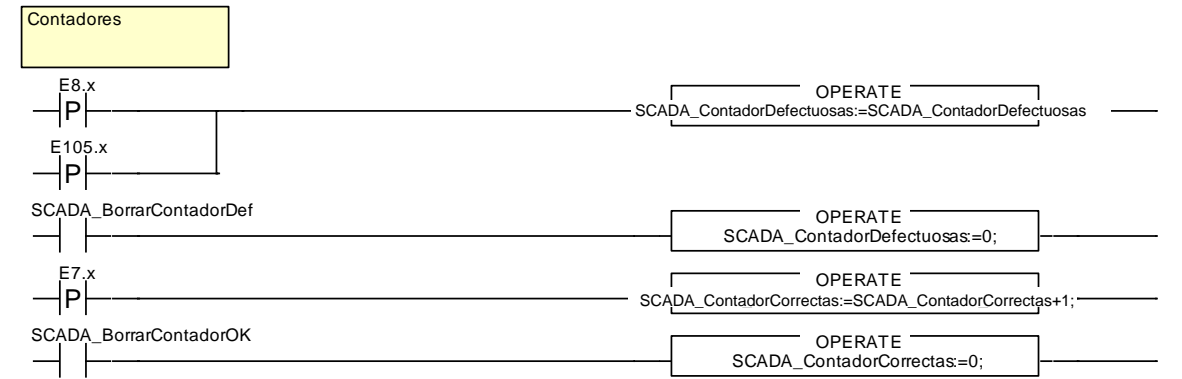 Contadores
E8.x
P
OPERATE
SCADA_ContadorDefectuosas:=SCADA_ContadorDefectuosas
E105.x
P
SCADA_BorrarContadorDef
OPERATE
SCADA_ContadorDefectuosas:=0;
E7.x
P
OPERATE
SCADA_ContadorCorrectas:=SCADA_ContadorCorrectas+1;
SCADA_BorrarContadorOK
OPERATE
SCADA_ContadorCorrectas:=0;